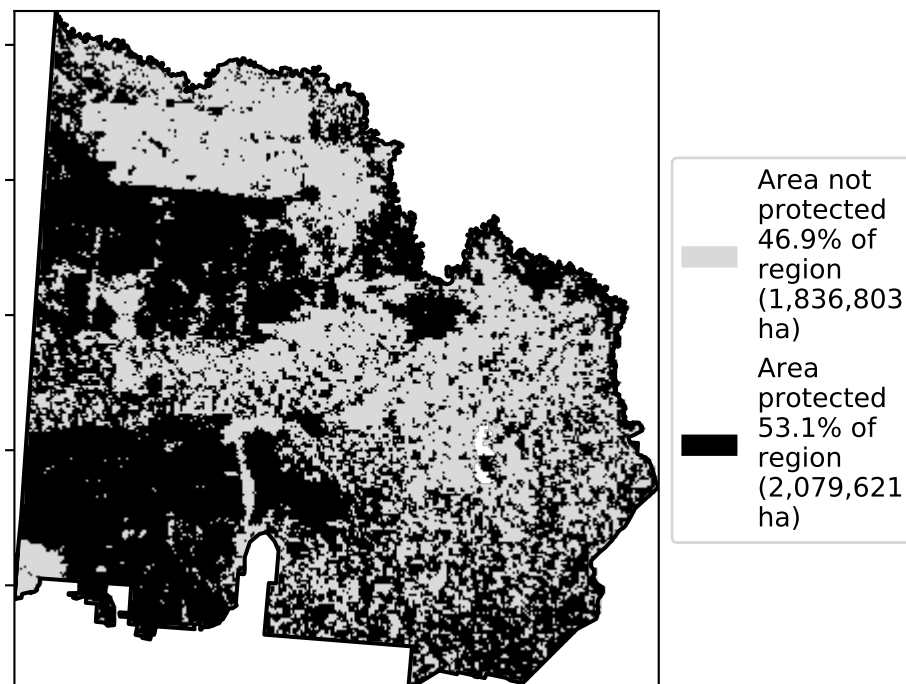 Area not
protected
46.9% of
region
(1,836,803
ha)
Area
protected
53.1% of
region
(2,079,621
ha)